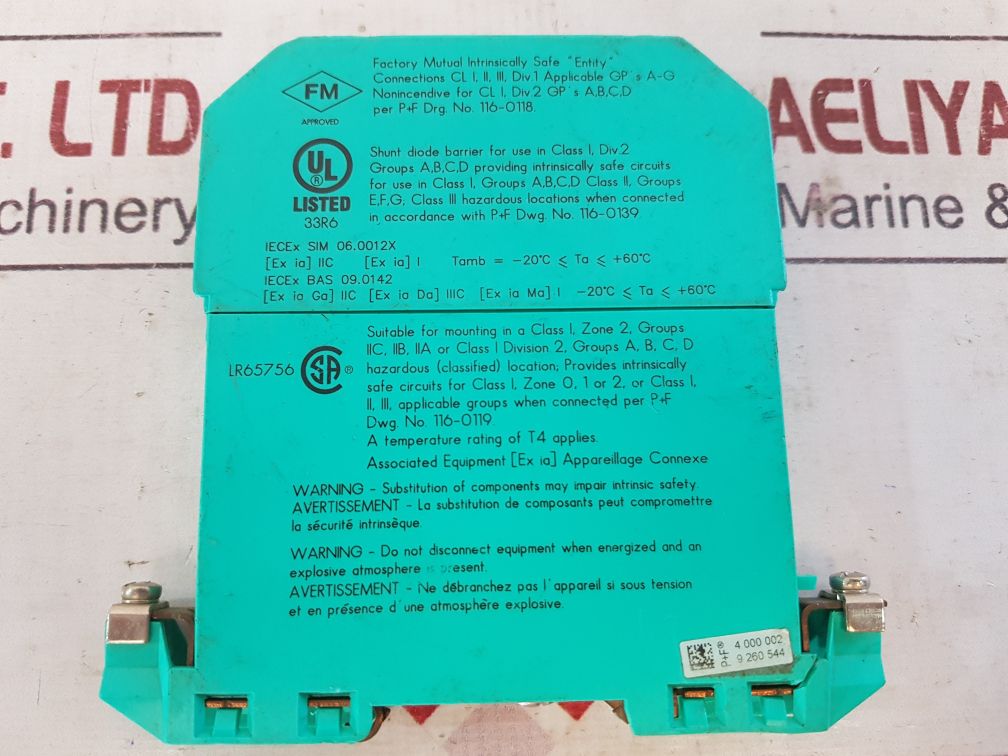 . LTD
AELIYA
chinery
Marine &
FM
APPROVED
Factory Mutual Intrinsically Safe "Entity"
Connections CL I, II, III, Div.1 Applicable GP's A-G
Nonincendive for CL I, Div.2 GP's A,B,C,D
per P+F Drg. No. 116-0118.
UL
®
LISTED
33R6
Shunt diode barrier for use in Class I, Div.2
Groups A,B,C,D providing intrinsically safe circuits
for use in Class I, Groups A,B,C,D Class II, Groups
E,F,G, Class III hazardous locations when connected
in accordance with P+F Dwg. No. 116-0139.
IECEx SIM 06.0012X
[Ex ia] IIC [Ex ia] I Tamb = -20°C ≤ Ta ≤ +60°C
IECEx BAS 09.0142
[Ex ia Ga] IIC [Ex ia Da] IIIC [Ex ia Ma] I -20°C ≤ Ta ≤ +60°C
LR65756 SA ®
Suitable for mounting in a Class I, Zone 2, Groups
IIC, IIB, IIA or Class I Division 2, Groups A, B, C, D
hazardous (classified) location; Provides intrinsically
safe circuits for Class I, Zone 0, 1 or 2, or Class I,
II, III, applicable groups when connected per P+F
Dwg. No. 116-0119.
A temperature rating of T4 applies.
Associated Equipment [Ex ia] Appareillage Connexe
WARNING - Substitution of components may impair intrinsic safety.
AVERTISSEMENT - La substitution de composants peut compromettre
la sécurité intrinsèque.
WARNING - Do not disconnect equipment when energized and an
explosive atmosphere is present.
AVERTISSEMENT - Ne débranchez pas l'appareil si sous tension
et en présence d'une atmosphère explosive.
P+F®
4 000 002
9 260 544